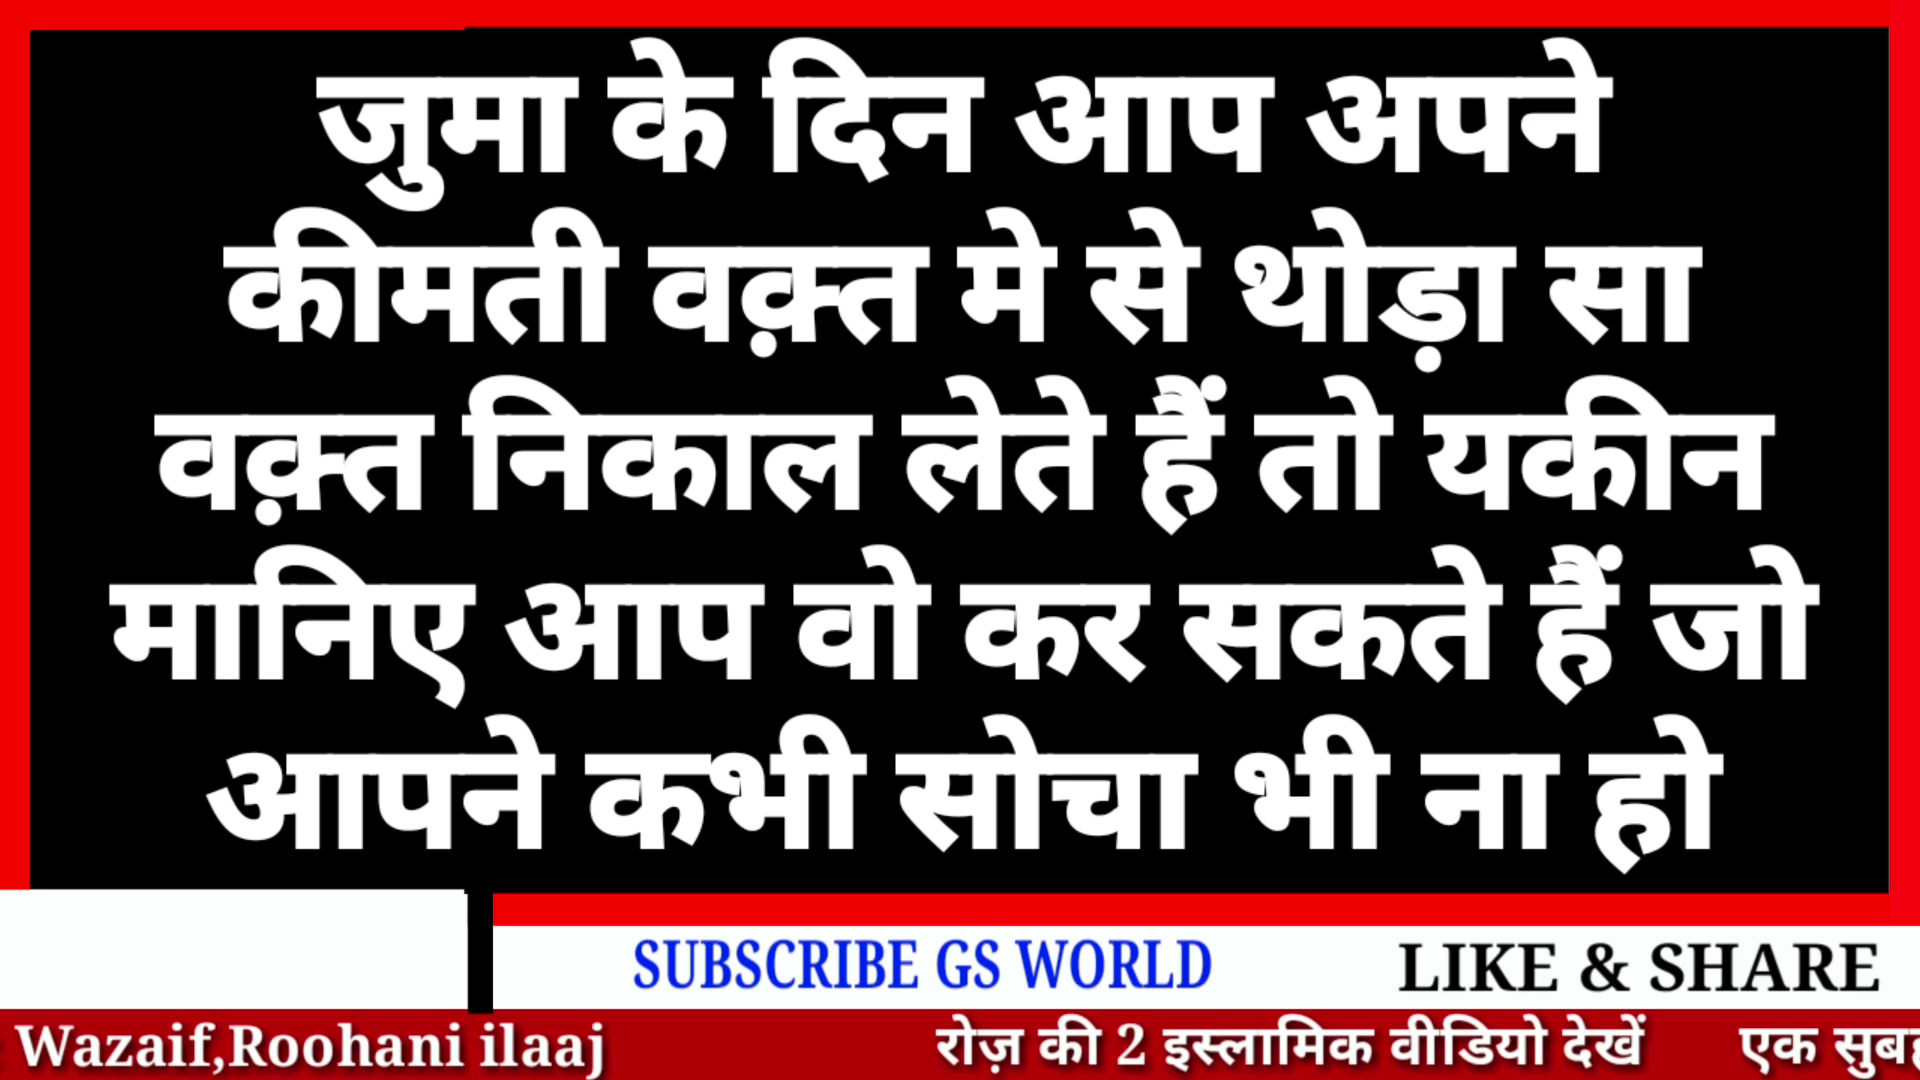 जुमा के दिन आप अपने
कीमती वक़्त मे से थोड़ा सा
वक़्त निकाल लेते हैं तो यकीन
मानिए आप वो कर सकते हैं जो
आपने कभी सोचा भी ना हो
SUBSCRIBE GS WORLD LIKE & SHARE
Wazaif,Roohani ilaaj रोज़ की 2 इस्लामिक वीडियो देखें एक